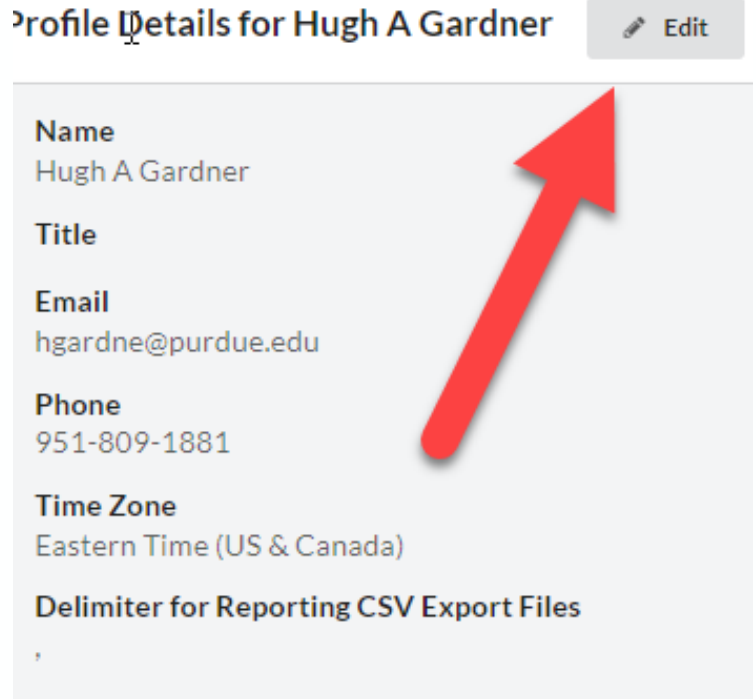 Profile Details for Hugh A Gardner Edit
Name
Hugh A Gardner
Title
Email
hgardne@purdue.edu
Phone
951-809-1881
Time Zone
Eastern Time (US & Canada)
Delimiter for Reporting CSV Export Files
,